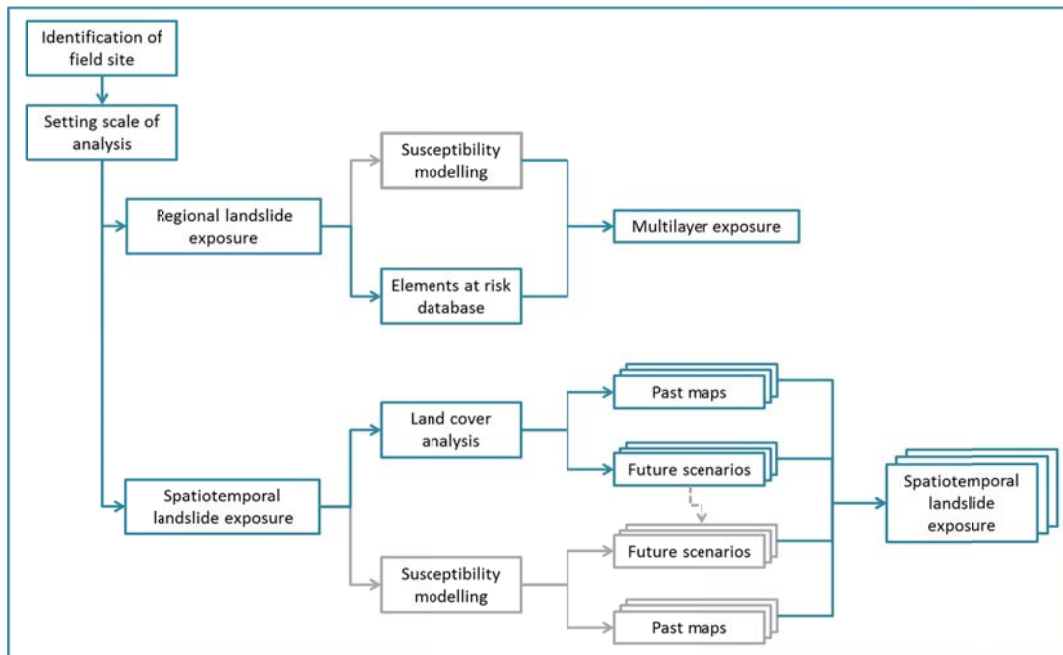 Identification of
field site
Setting scale of
analysis
Regional landslide
exposure
Susceptibility
modelling
Elements at risk
database
Multilayer exposure
Spatiotemporal
landslide exposure
Land cover
analysis
Susceptibility
modelling
Past maps
Future scenarios
Future scenarios
Past maps
Spatiotemporal
landslide
exposure